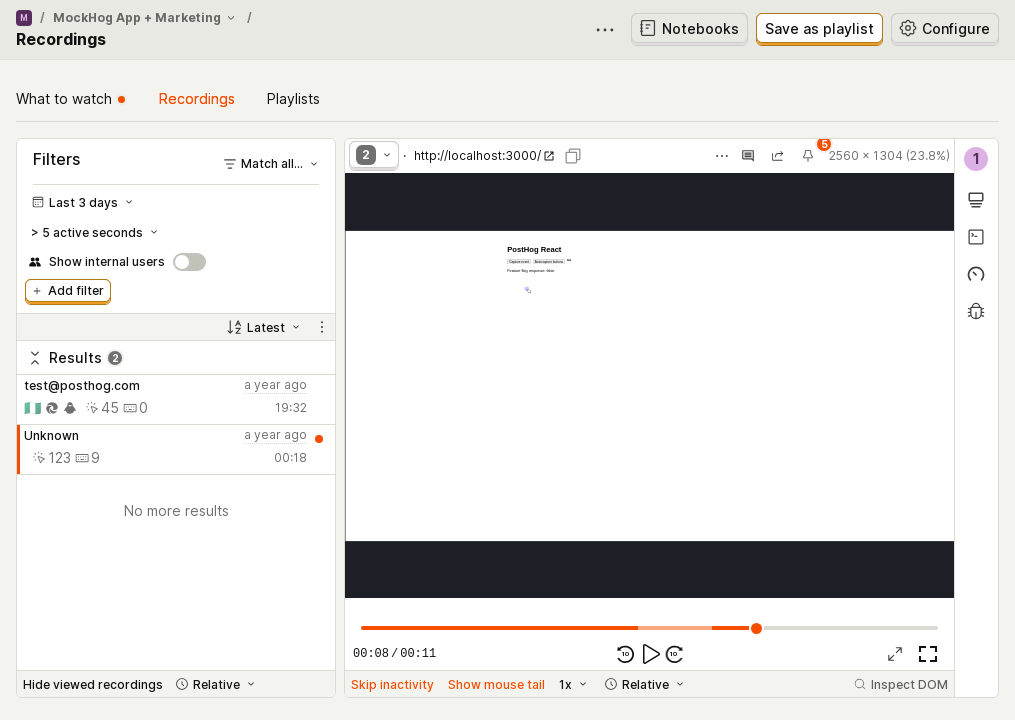 M / MockHog App + Marketing /
Recordings
Notebooks
Save as playlist
Configure
What to watch
Recordings
Playlists
Filters
Match all...
Last 3 days
> 5 active seconds
Show internal users
+ Add filter
Latest
Results 2
test@posthog.com
a year ago
45 0
19:32
Unknown
a year ago
123 9
00:18
No more results
Hide viewed recordings
Relative
2 · http://localhost:3000/
5
2560 × 1304 (23.8%)
1
PostHog React
Feature flag response: false
00:08 / 00:11
10
10
Skip inactivity
Show mouse tail
1x
Relative
Inspect DOM